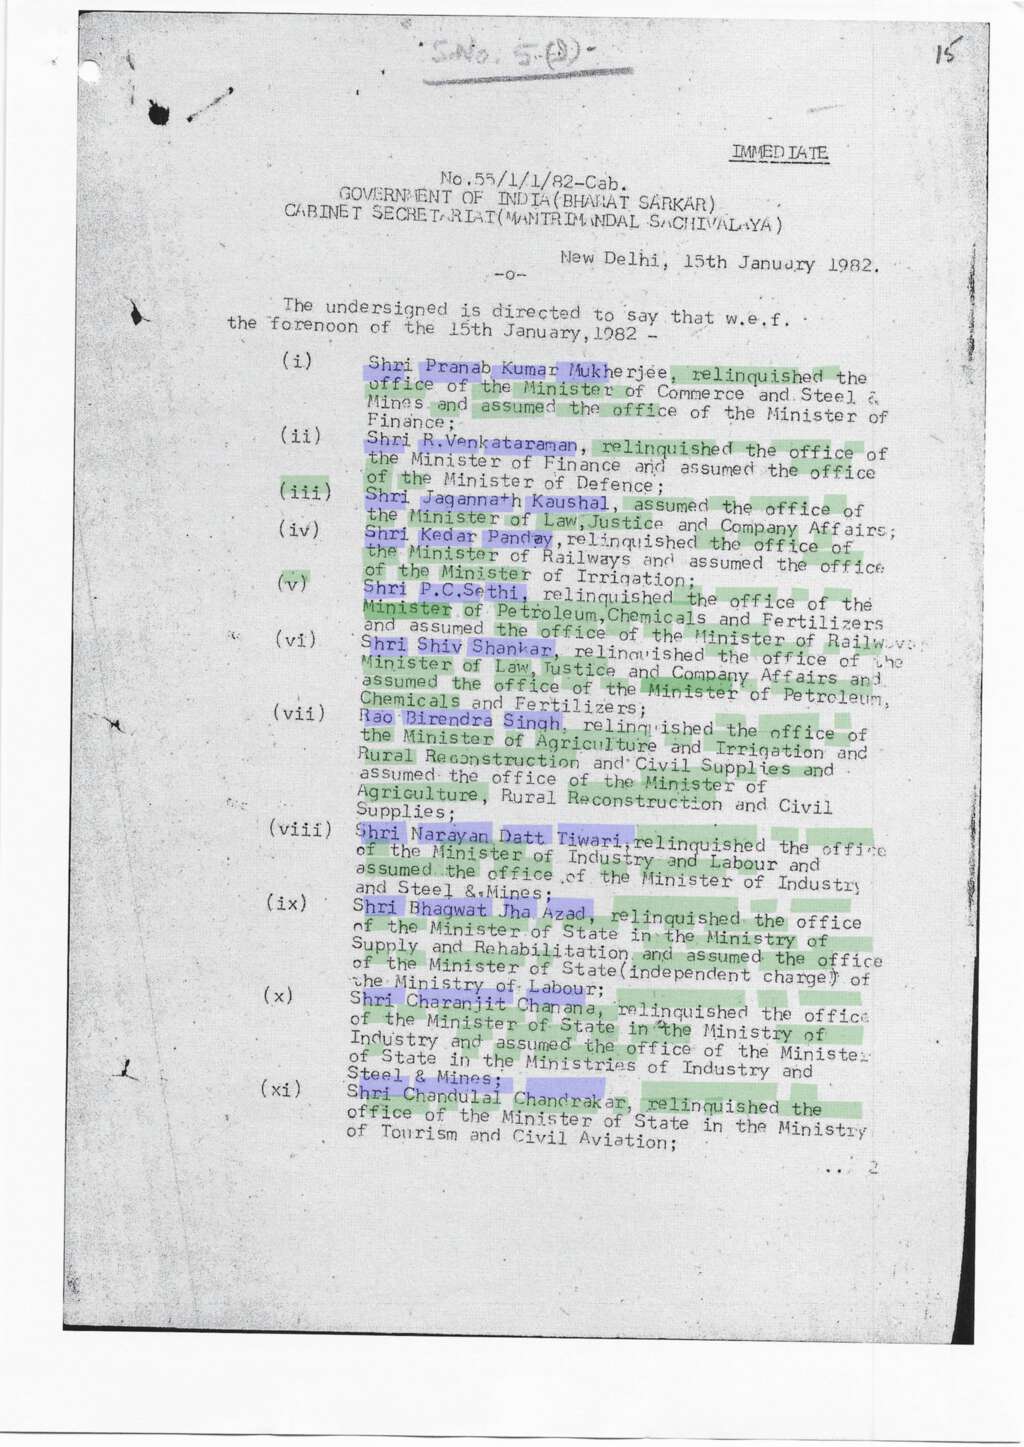 S.No. 5(8)-
15
IMMEDIATE
No.55/1/1/82-Cab.
GOVERNMENT OF INDIA(BHARAT SARKAR)
CABINET SECRETARIAT(MANTRIMANDAL SACHIVALAYA)
New Delhi, 15th January 1982.
-o-
The undersigned is directed to say that w.e.f.
the forenoon of the 15th January,1982 -
(i) Shri Pranab Kumar Mukherjee, relinquished the
office of the Minister of Commerce and Steel &
Mines and assumed the office of the Minister of
Finance;
(ii) Shri R.Venkataraman, relinquished the office of
the Minister of Finance and assumed the office
of the Minister of Defence;
(iii) Shri Jagannath Kaushal, assumed the office of
the Minister of Law,Justice and Company Affairs;
(iv) Shri Kedar Panday,relinquished the office of
the Minister of Railways and assumed the office
of the Minister of Irrigation;
(v) Shri P.C.Sethi, relinquished the office of the
Minister of Petroleum,Chemicals and Fertilizers
and assumed the office of the Minister of Railways;
(vi) Shri Shiv Shankar, relinquished the office of the
Minister of Law,Justice and Company Affairs and
assumed the office of the Minister of Petroleum,
Chemicals and Fertilizers;
(vii) Rao Birendra Singh, relinquished the office of
the Minister of Agriculture and Irrigation and
Rural Reconstruction and Civil Supplies and
assumed the office of the Minister of
Agriculture, Rural Reconstruction and Civil
Supplies;
(viii) Shri Narayan Datt Tiwari,relinquished the office
of the Minister of Industry and Labour and
assumed the office of the Minister of Industry
and Steel & Mines;
(ix) Shri Bhagwat Jha Azad, relinquished the office
of the Minister of State in the Ministry of
Supply and Rehabilitation and assumed the office
of the Minister of State(independent charge) of
the Ministry of Labour;
(x) Shri Charanjit Chanana, relinquished the office
of the Minister of State in the Ministry of
Industry and assumed the office of the Minister
of State in the Ministries of Industry and
Steel & Mines;
(xi) Shri Chandulal Chandrakar, relinquished the
office of the Minister of State in the Ministry
of Tourism and Civil Aviation;
... 2